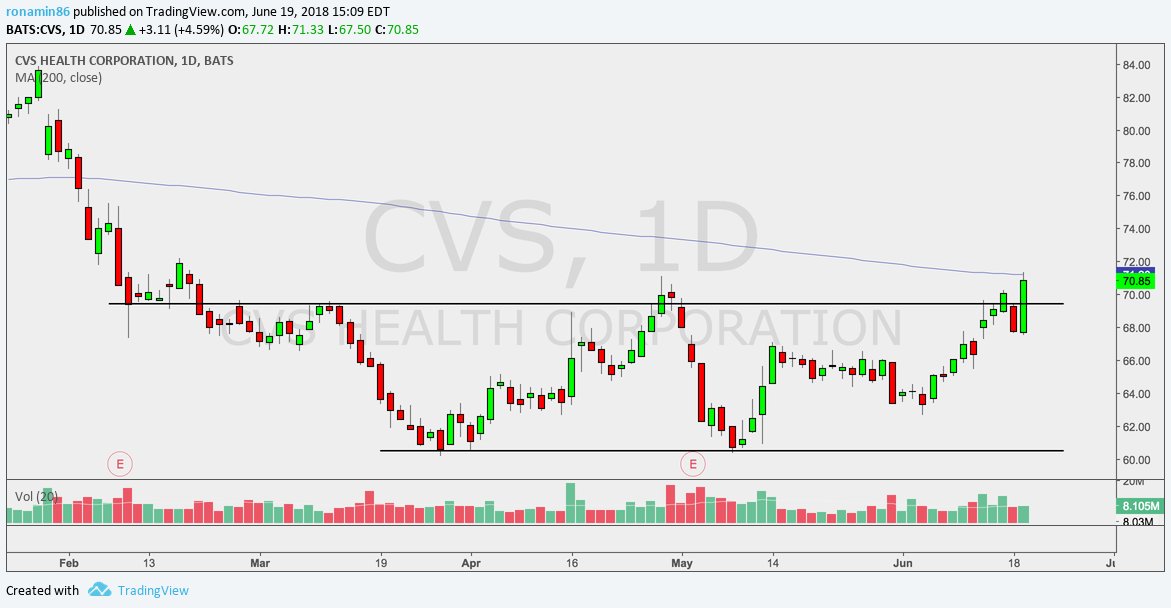 ronamin86 published on TradingView.com, June 19, 2018 15:09 EDT
BATS:CVS, 1D 70.85 ▲ +3.11 (+4.59%) O:67.72 H:71.33 L:67.50 C:70.85
CVS HEALTH CORPORATION, 1D, BATS
MA (200, close)
CVS, 1D
CVS HEALTH CORPORATION
84.00
82.00
80.00
78.00
76.00
74.00
72.00
70.85
70.00
68.00
66.00
64.00
62.00
60.00
E E
Vol (20)
20M
8.105M
8.03M
Feb 13 Mar 19 Apr 16 May 14 Jun 18
Created with TradingView